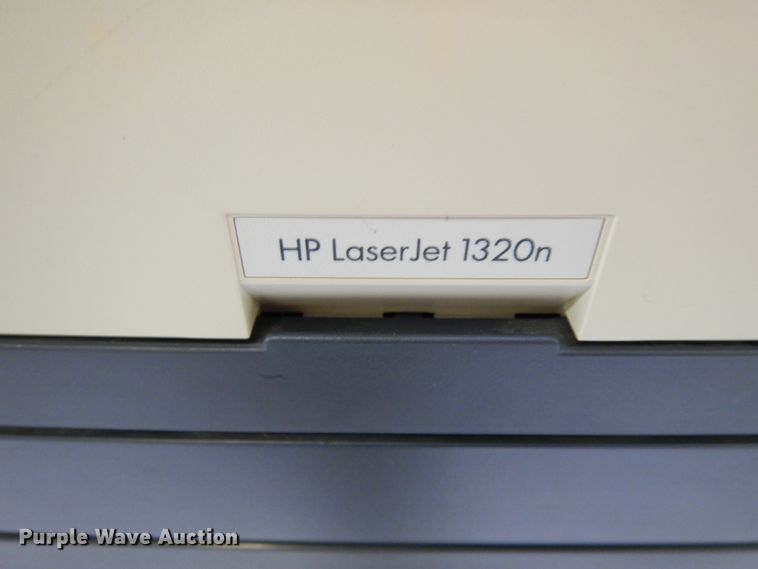 HP LaserJet 1320n
Purple Wave Auction